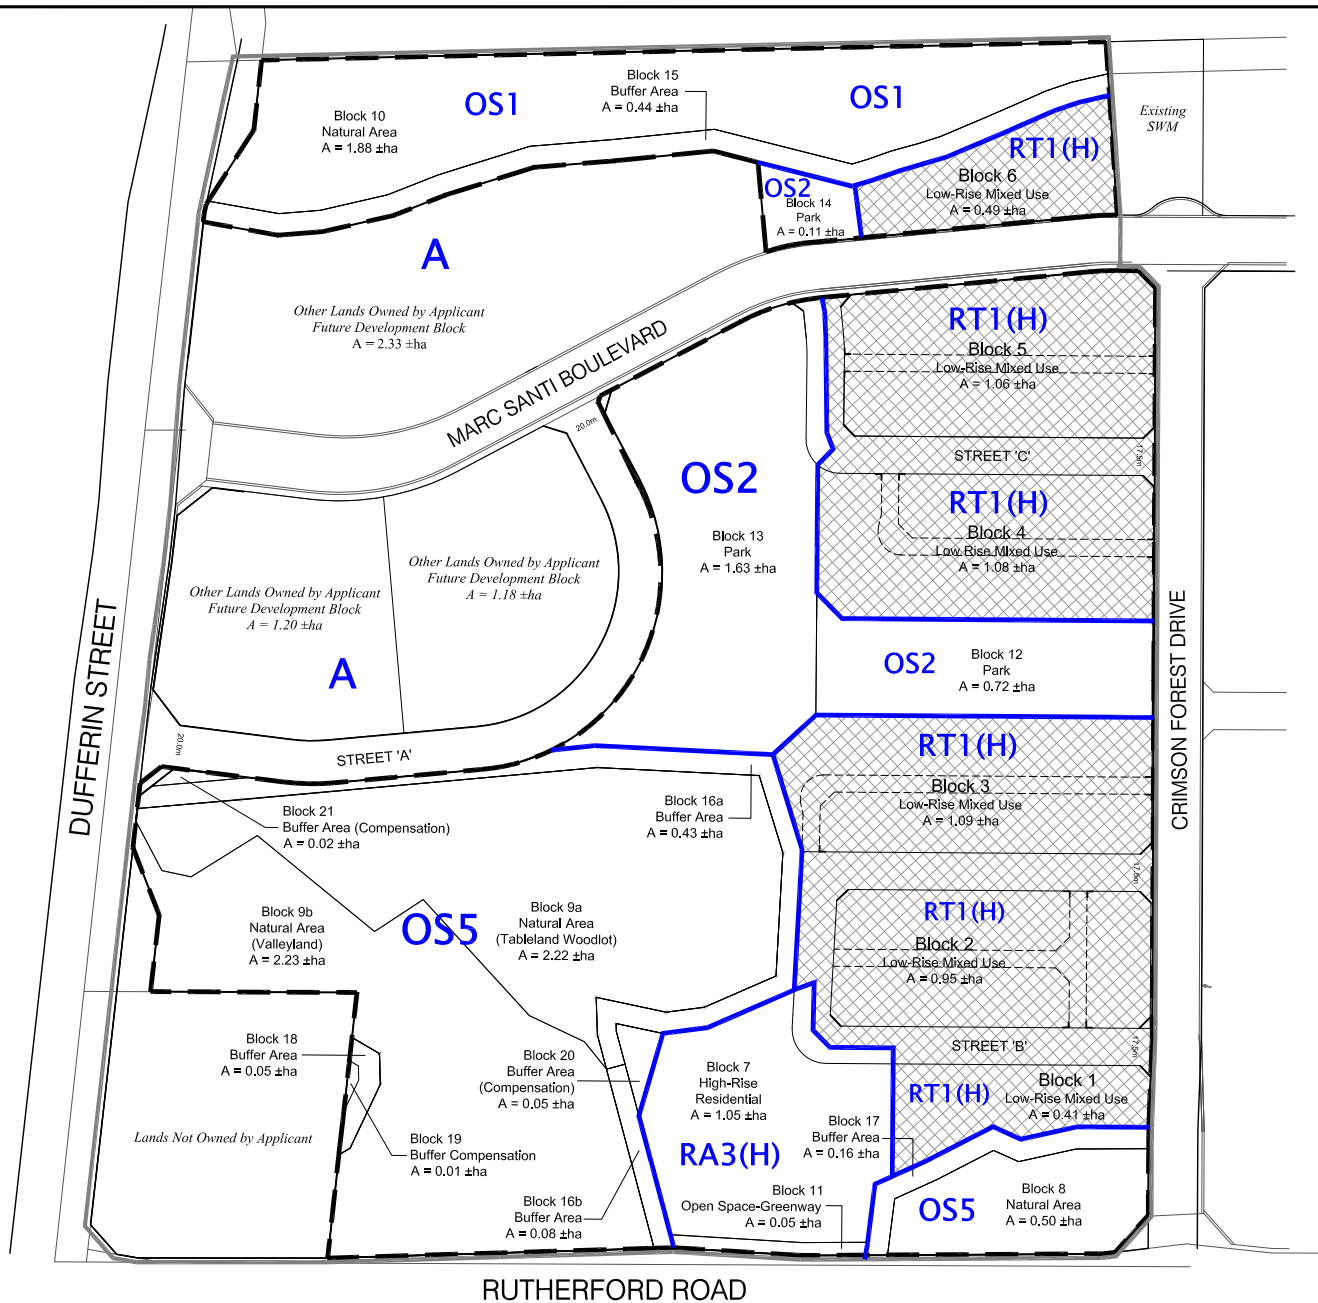 Block 15
Buffer Area
A = 0.44 ±ha
OS1
OS1
Block 10
Natural Area
A = 1.88 ±ha
Existing
SWM
RT1(H)
Block 6
Low-Rise Mixed Use
A = 0.49 ±ha
OS2
Block 14
Park
A = 0.11 ±ha
A
Other Lands Owned by Applicant
Future Development Block
A = 2.33 ±ha
MARC SANTI BOULEVARD
RT1(H)
Block 5
Low-Rise Mixed Use
A = 1.06 ±ha
20.0m
STREET 'C'
17.5m
OS2
Block 13
Park
A = 1.63 ±ha
RT1(H)
Block 4
Low Rise Mixed Use
A = 1.08 ±ha
Other Lands Owned by Applicant
Future Development Block
A = 1.18 ±ha
Other Lands Owned by Applicant
Future Development Block
A = 1.20 ±ha
A
DUFFERIN STREET
CRIMSON FOREST DRIVE
OS2
Block 12
Park
A = 0.72 ±ha
20.0m
STREET 'A'
RT1(H)
Block 3
Low-Rise Mixed Use
A = 1.09 ±ha
Block 21
Buffer Area (Compensation)
A = 0.02 ±ha
Block 16a
Buffer Area
A = 0.43 ±ha
17.5m
Block 9b
Natural Area
(Valleyland)
A = 2.23 ±ha
OS5
Block 9a
Natural Area
(Tableland Woodlot)
A = 2.22 ±ha
RT1(H)
Block 2
Low-Rise Mixed Use
A = 0.95 ±ha
Block 18
Buffer Area
A = 0.05 ±ha
Block 20
Buffer Area
(Compensation)
A = 0.05 ±ha
Block 7
High-Rise
Residential
A = 1.05 ±ha
STREET 'B'
17.5m
RT1(H)
Block 1
Low-Rise Mixed Use
A = 0.41 ±ha
Lands Not Owned by Applicant
Block 19
Buffer Compensation
A = 0.01 ±ha
Block 17
Buffer Area
A = 0.16 ±ha
RA3(H)
Block 16b
Buffer Area
A = 0.08 ±ha
Block 11
Open Space-Greenway
A = 0.05 ±ha
OS5
Block 8
Natural Area
A = 0.50 ±ha
RUTHERFORD ROAD